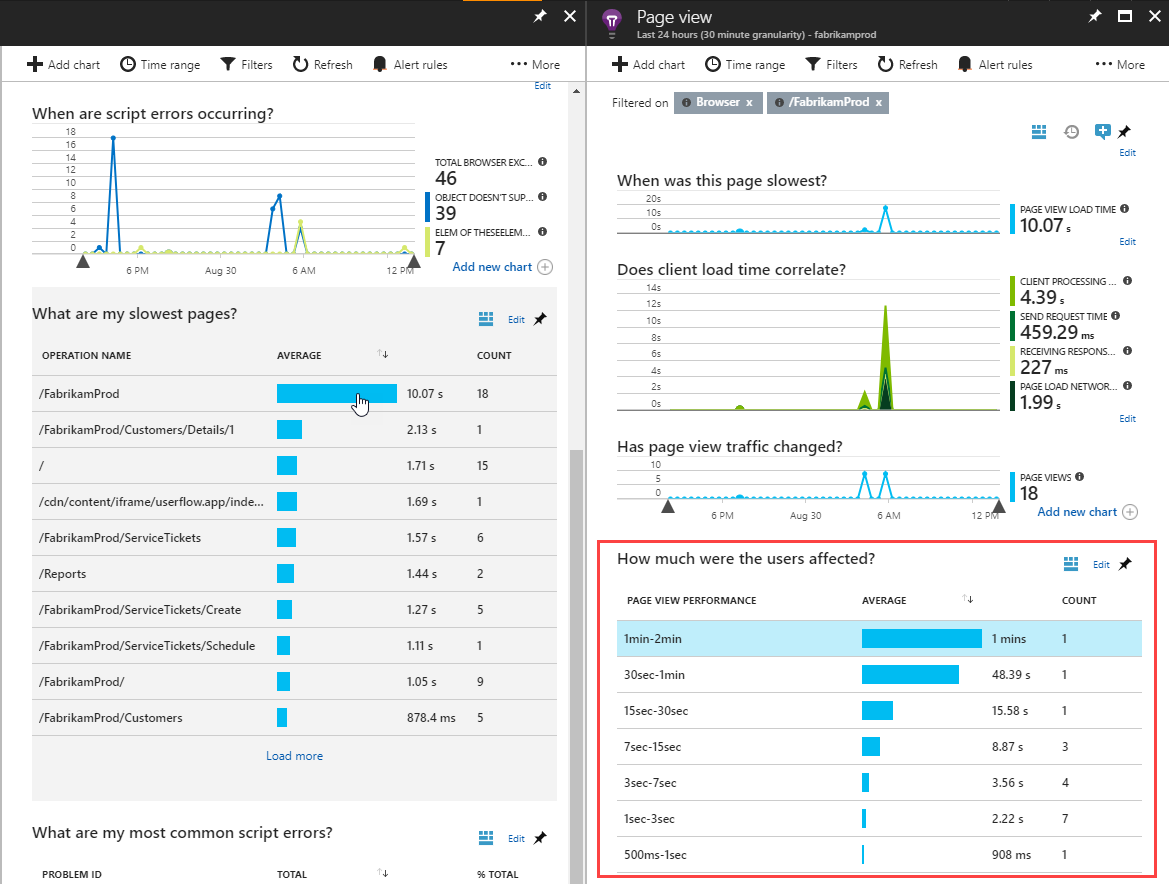 Page view
Last 24 hours (30 minute granularity) - fabrikamprod
Add chart Time range Filters Refresh Alert rules More
Edit
When are script errors occurring?
18
16
14
12
10
8
6
4
2
0
6 PM Aug 30 6 AM 12 PM
TOTAL BROWSER EXC...
46
OBJECT DOESN'T SUP...
39
ELEM OF THESEELEM...
7
Add new chart
What are my slowest pages?
Edit
OPERATION NAME AVERAGE COUNT
/FabrikamProd 10.07 s 18
/FabrikamProd/Customers/Details/1 2.13 s 1
/ 1.71 s 15
/cdn/content/iframe/userflow.app/inde... 1.69 s 1
/FabrikamProd/ServiceTickets 1.57 s 6
/Reports 1.44 s 2
/FabrikamProd/ServiceTickets/Create 1.27 s 5
/FabrikamProd/ServiceTickets/Schedule 1.11 s 1
/FabrikamProd/ 1.05 s 9
/FabrikamProd/Customers 878.4 ms 5
Load more
What are my most common script errors?
Edit
PROBLEM ID TOTAL % TOTAL
Add chart Time range Filters Refresh Alert rules More
Filtered on Browser x /FabrikamProd x
Edit
When was this page slowest?
20s
10s
0s
PAGE VIEW LOAD TIME
10.07 s
Edit
Does client load time correlate?
14s
12s
10s
8s
6s
4s
2s
0s
CLIENT PROCESSING ...
4.39 s
SEND REQUEST TIME
459.29 ms
RECEIVING RESPONS...
227 ms
PAGE LOAD NETWOR...
1.99 s
Edit
Has page view traffic changed?
10
5
0
6 PM Aug 30 6 AM 12 PM
PAGE VIEWS
18
Add new chart
How much were the users affected?
Edit
PAGE VIEW PERFORMANCE AVERAGE COUNT
1min-2min 1 mins 1
30sec-1min 48.39 s 1
15sec-30sec 15.58 s 1
7sec-15sec 8.87 s 3
3sec-7sec 3.56 s 4
1sec-3sec 2.22 s 7
500ms-1sec 908 ms 1